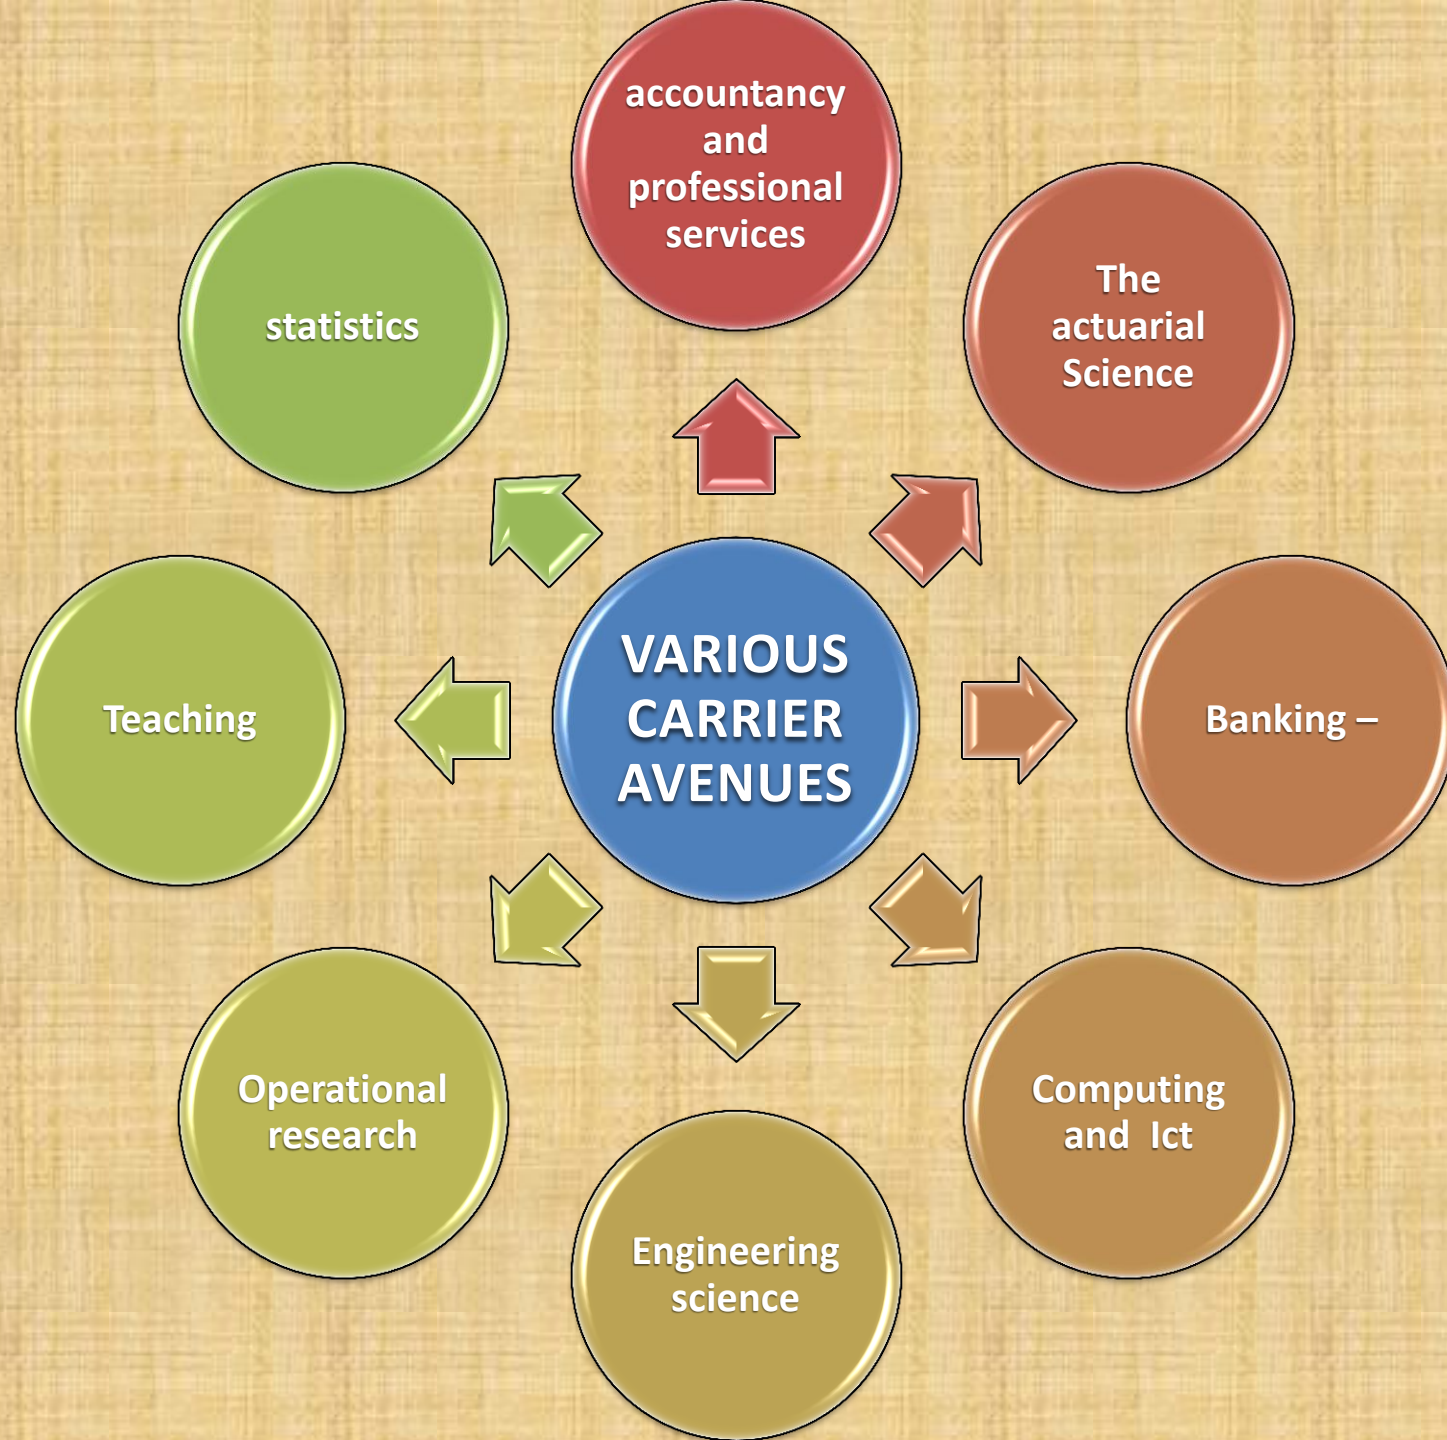 accountancy
and
professional
services
The
actuarial
Science
Banking –
Computing
and  Ict
Engineering
science
Operational
research
Teaching
statistics
VARIOUS
CARRIER
AVENUES